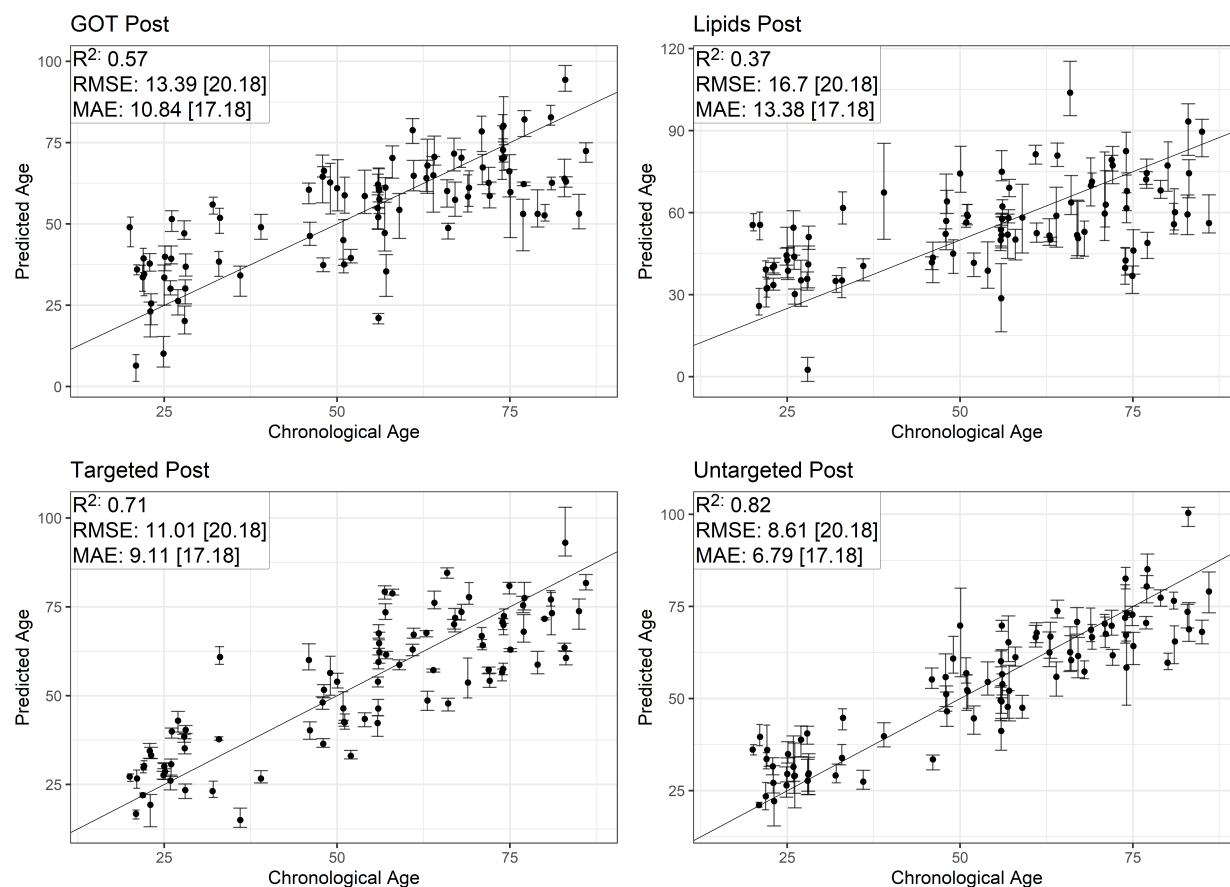 GOT Post
R2: 0.57
RMSE: 13.39 [20.18]
MAE: 10.84 [17.18]
100
75
50
25
0
Predicted Age
25 50 75
Chronological Age
Lipids Post
R2: 0.37
RMSE: 16.7 [20.18]
MAE: 13.38 [17.18]
120
90
60
30
0
Predicted Age
25 50 75
Chronological Age
Targeted Post
R2: 0.71
RMSE: 11.01 [20.18]
MAE: 9.11 [17.18]
100
75
50
25
Predicted Age
25 50 75
Chronological Age
Untargeted Post
R2: 0.82
RMSE: 8.61 [20.18]
MAE: 6.79 [17.18]
100
75
50
25
Predicted Age
25 50 75
Chronological Age